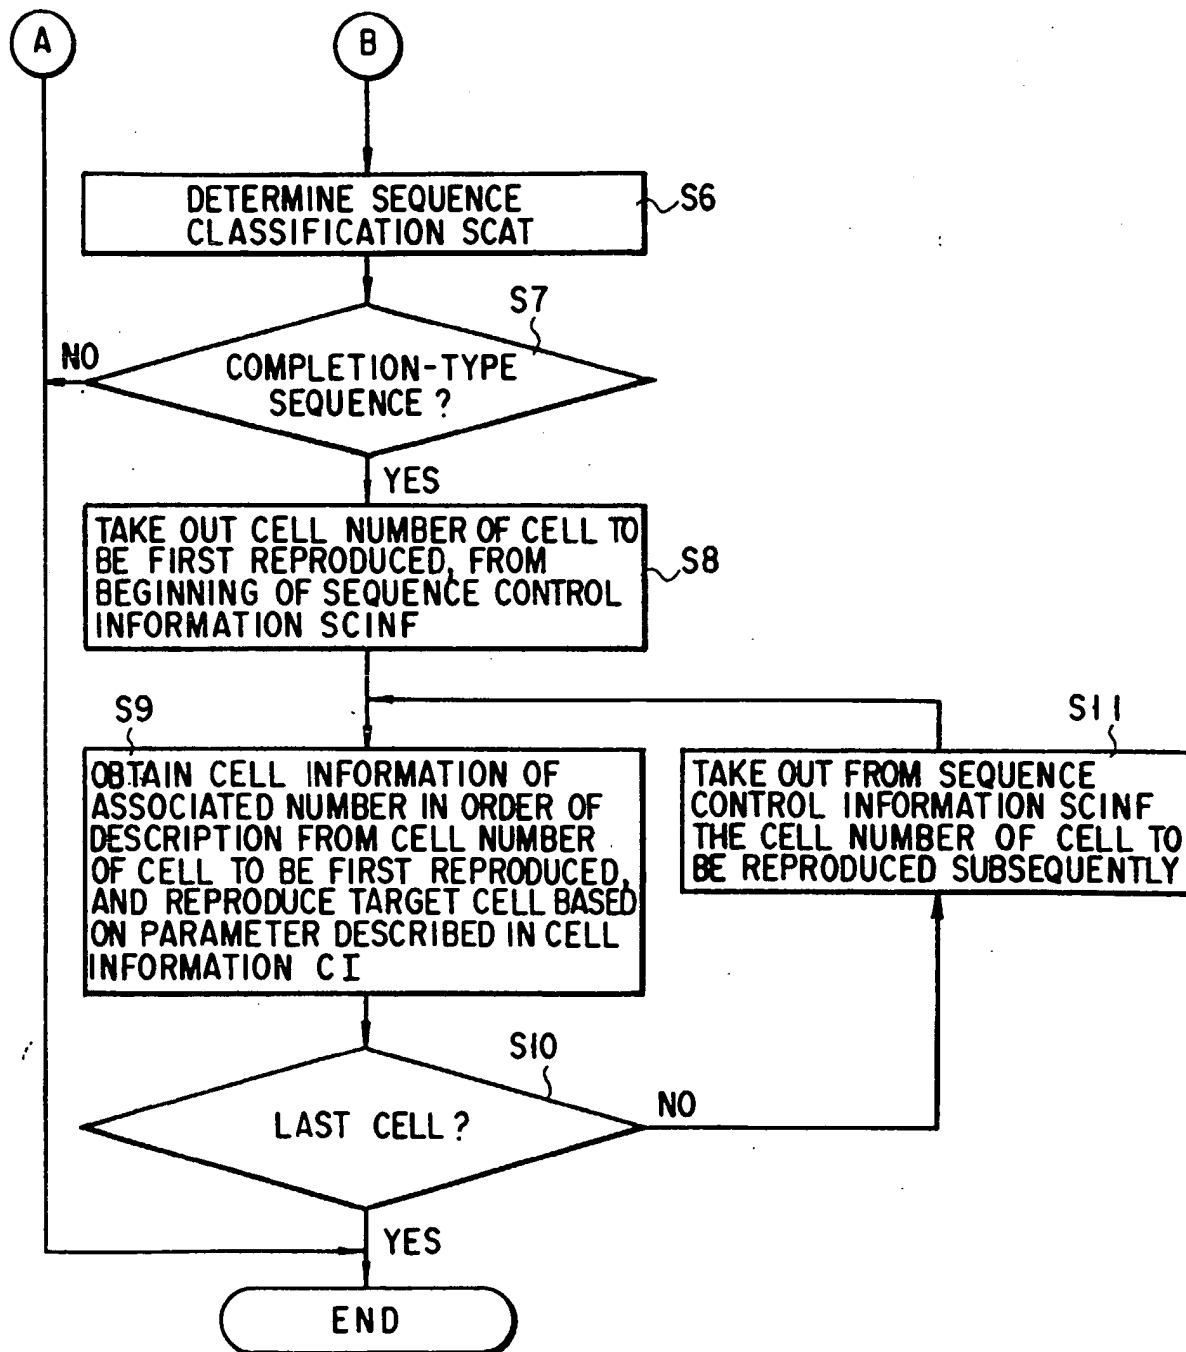 A
B
DETERMINE SEQUENCE
CLASSIFICATION SCAT
S6
S7
NO
COMPLETION-TYPE
SEQUENCE?
YES
TAKE OUT CELL NUMBER OF CELL TO
BE FIRST REPRODUCED, FROM
BEGINNING OF SEQUENCE CONTROL
INFORMATION SCINF
S8
S9
OBTAIN CELL INFORMATION OF
ASSOCIATED NUMBER IN ORDER OF
DESCRIPTION FROM CELL NUMBER
OF CELL TO BE FIRST REPRODUCED,
AND REPRODUCE TARGET CELL BASED
ON PARAMETER DESCRIBED IN CELL
INFORMATION CI
S11
TAKE OUT FROM SEQUENCE
CONTROL INFORMATION SCINF
THE CELL NUMBER OF CELL TO
BE REPRODUCED SUBSEQUENTLY
S10
LAST CELL?
NO
YES
END